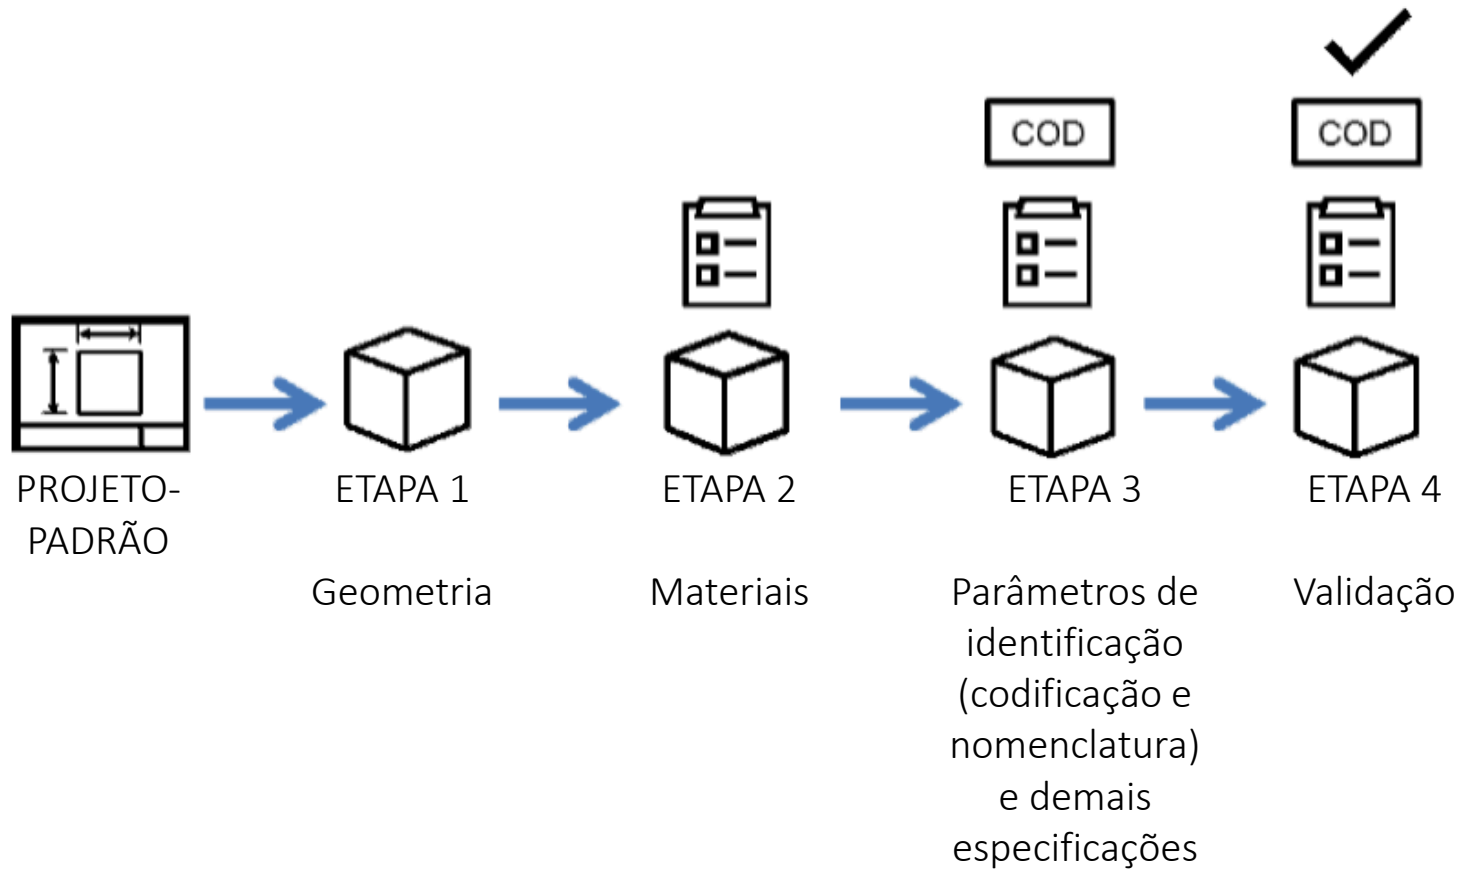 COD
COD
PROJETO-
PADRÃO
ETAPA 1
ETAPA 2
ETAPA 3
ETAPA 4
Geometria
Materiais
Parâmetros de
identificação
(codificação e
nomenclatura)
e demais
especificações
Validação